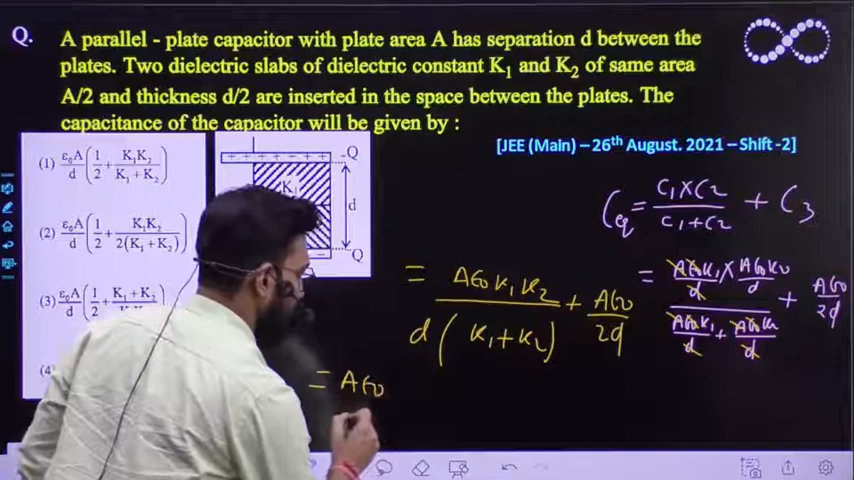 Q. A parallel - plate capacitor with plate area A has separation d between the
plates. Two dielectric slabs of dielectric constant K₁ and K₂ of same area
A/2 and thickness d/2 are inserted in the space between the plates. The
capacitance of the capacitor will be given by :
[JEE (Main) – 26th August. 2021 – Shift -2]
(1) ε₀A/d (1/2 + K₁K₂/(K₁ + K₂))
(2) ε₀A/d (1/2 + K₁K₂/2(K₁ + K₂))
(3) ε₀A/d (1/2 + K₁ + K₂/
(4
+ + + + + Q
K₁
d
Q
Ceq = C₁ X C₂ / C₁ + C₂ + C₃
= Aε₀K₁/d X Aε₀K₂/d / Aε₀K₁/d + Aε₀K₂/d + Aε₀/2d
= Aε₀K₁K₂ / d(K₁ + K₂) + Aε₀/2d
= Aε₀